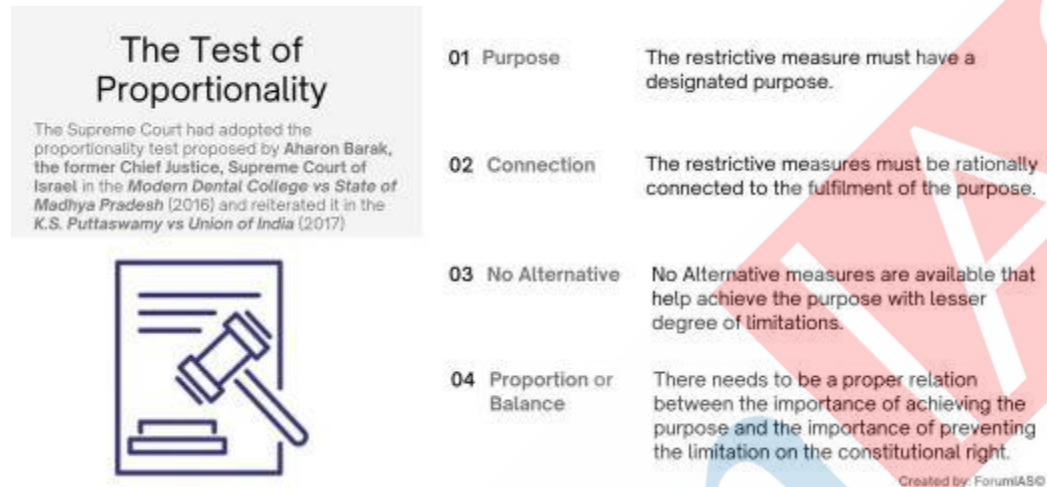 The Test of
Proportionality
The Supreme Court had adopted the
proportionality test proposed by Aharon Barak,
the former Chief Justice, Supreme Court of
Israel in the Modern Dental College vs State of
Madhya Pradesh (2016) and reiterated it in the
K.S. Puttaswamy vs Union of India (2017)
01 Purpose
The restrictive measure must have a
designated purpose.
02 Connection
The restrictive measures must be rationally
connected to the fulfilment of the purpose.
03 No Alternative
No Alternative measures are available that
help achieve the purpose with lesser
degree of limitations.
04 Proportion or
Balance
There needs to be a proper relation
between the importance of achieving the
purpose and the importance of preventing
the limitation on the constitutional right.
Created by: ForumIAS©